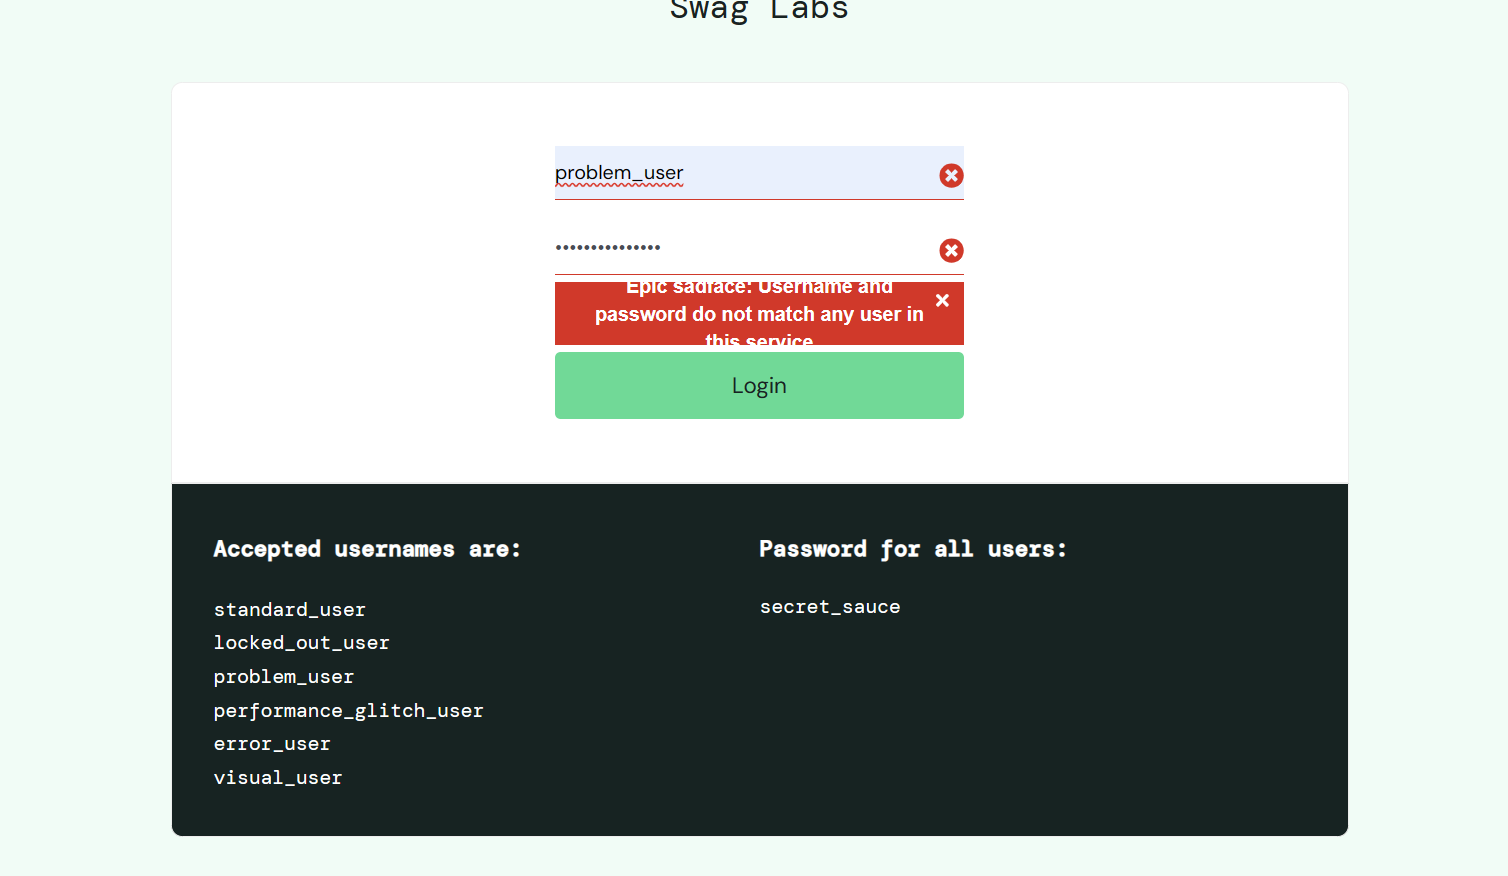 Swag Labs
problem_user
•••••••••••••••
Epic sadface: Username and
password do not match any user in
this service
Login
Accepted usernames are:
Password for all users:
standard_user
secret_sauce
locked_out_user
problem_user
performance_glitch_user
error_user
visual_user